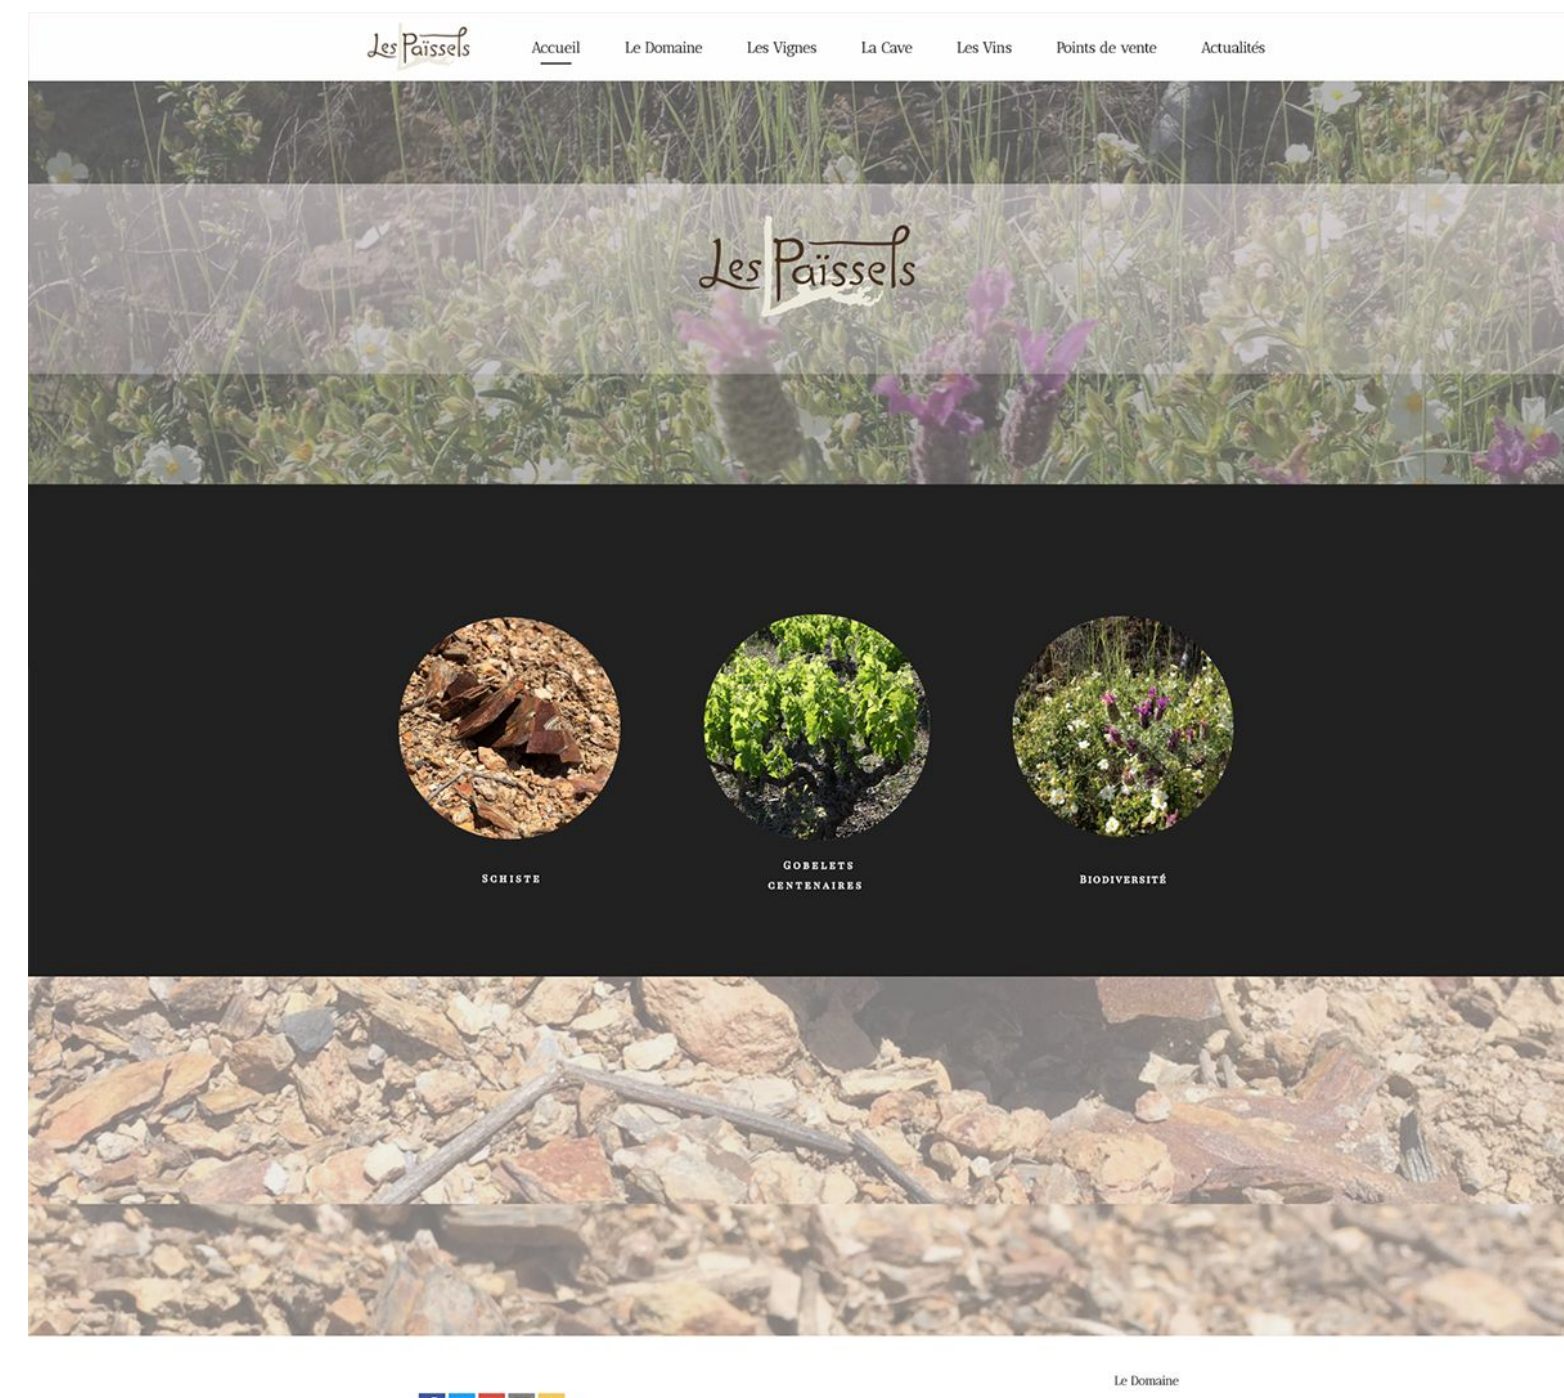 Les Païssels
Accueil Le Domaine Les Vignes La Cave Les Vins Points de vente Actualités
Les Païssels
Schiste
Gobelets
centenaires
Biodiversité
Le Domaine